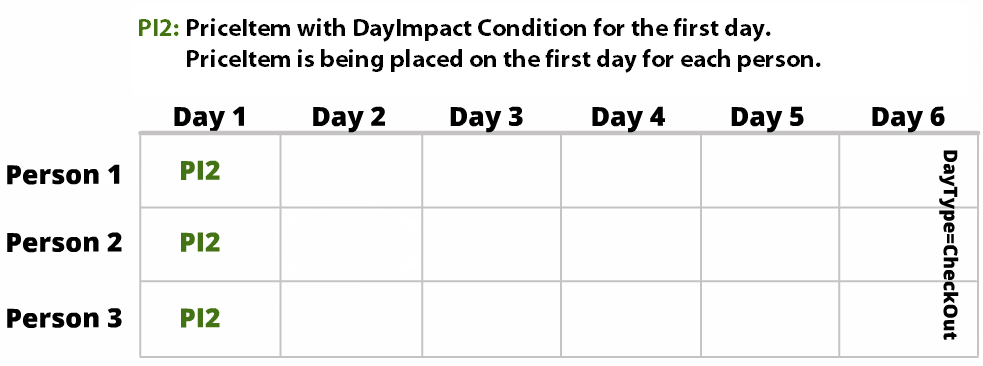 PI2: PriceItem with DayImpact Condition for the first day.
PriceItem is being placed on the first day for each person.
Day 1 Day 2 Day 3 Day 4 Day 5 Day 6
Person 1 PI2
Person 2 PI2
Person 3 PI2
DayType=CheckOut